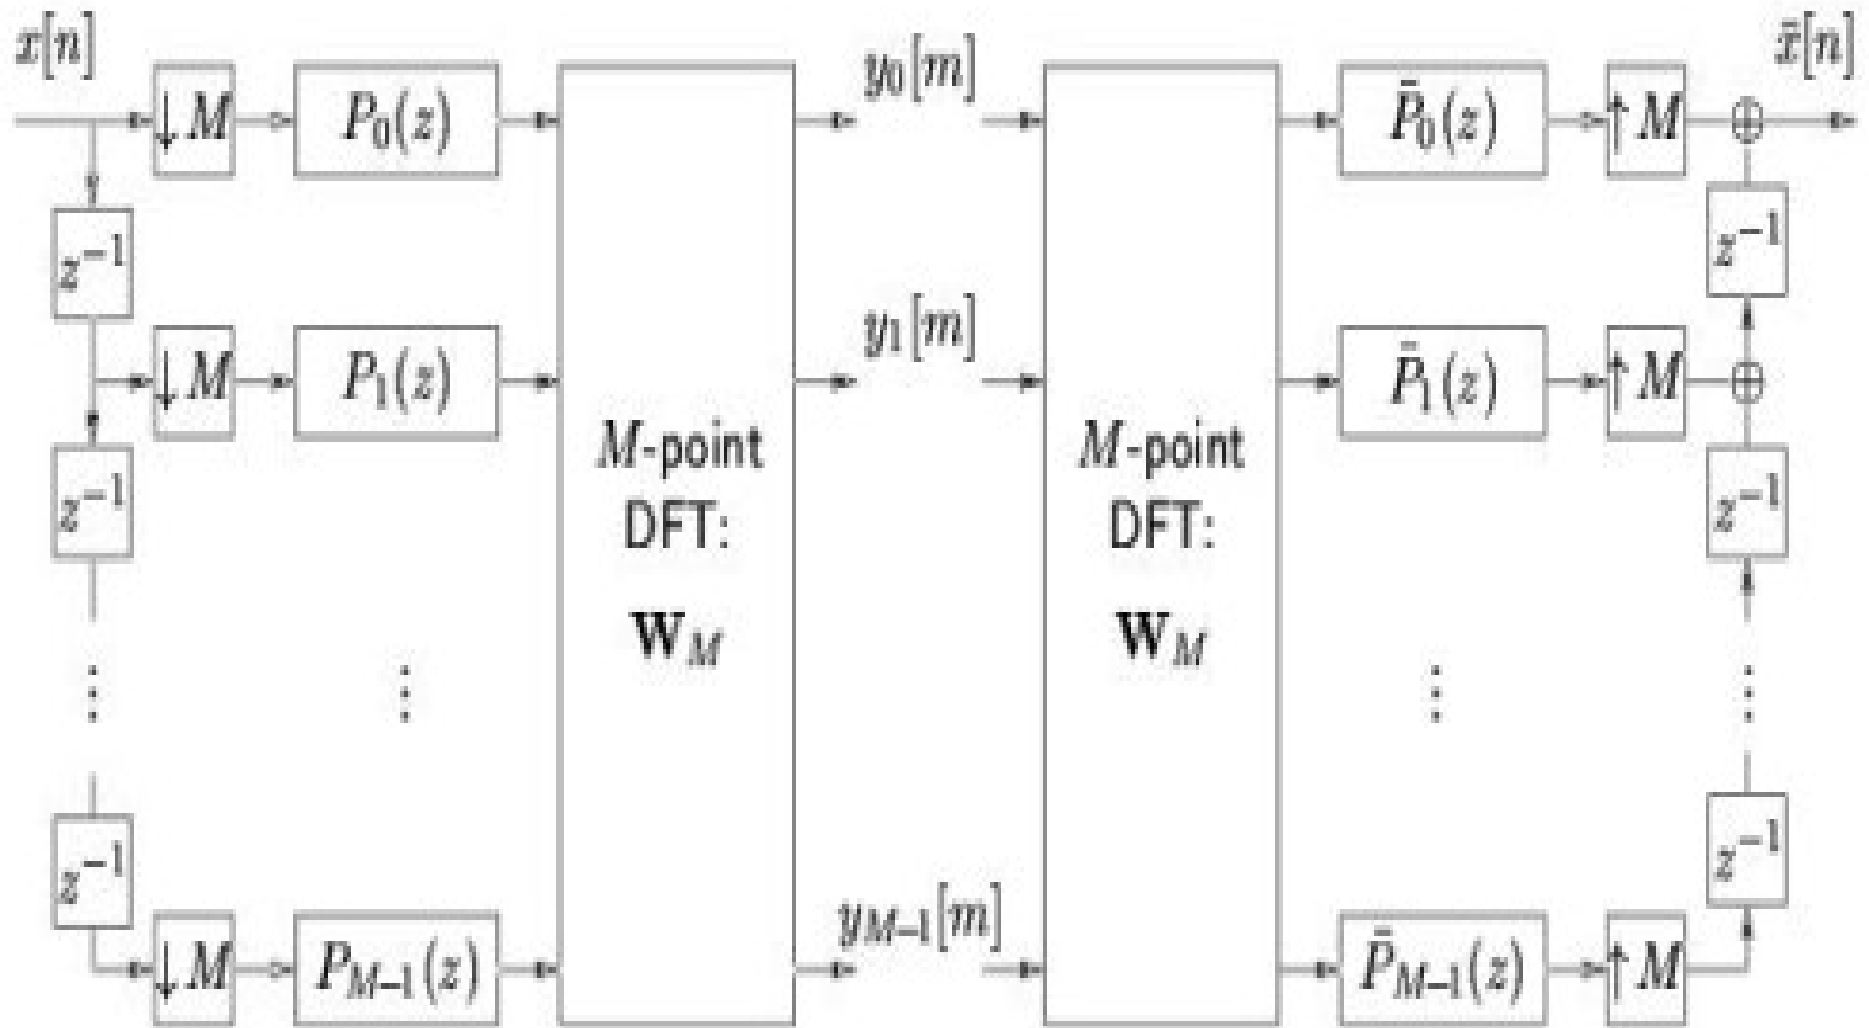 x[n]
↓M
P₀(z)
y₀[m]
P̄₀(z)
↑M
x̄[n]
z⁻¹
z⁻¹
↓M
P₁(z)
y₁[m]
P̄₁(z)
↑M
z⁻¹
z⁻¹
M-point
DFT:
W_M
M-point
DFT:
W_M
⋮
⋮
⋮
⋮
z⁻¹
z⁻¹
↓M
P_{M−1}(z)
y_{M−1}[m]
P̄_{M−1}(z)
↑M